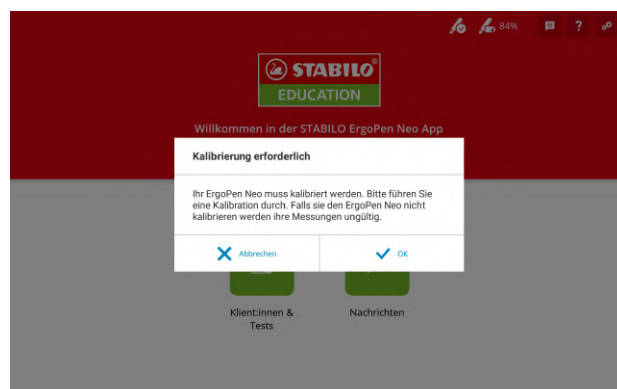 84%
?
STABILO®
EDUCATION
Willkommen in der STABILO ErgoPen Neo App
Kalibrierung erforderlich
Ihr ErgoPen Neo muss kalibriert werden. Bitte führen Sie
eine Kalibration durch. Falls sie den ErgoPen Neo nicht
kalibrieren werden ihre Messungen ungültig.
Abbrechen
OK
Klient:innen &
Tests
Nachrichten